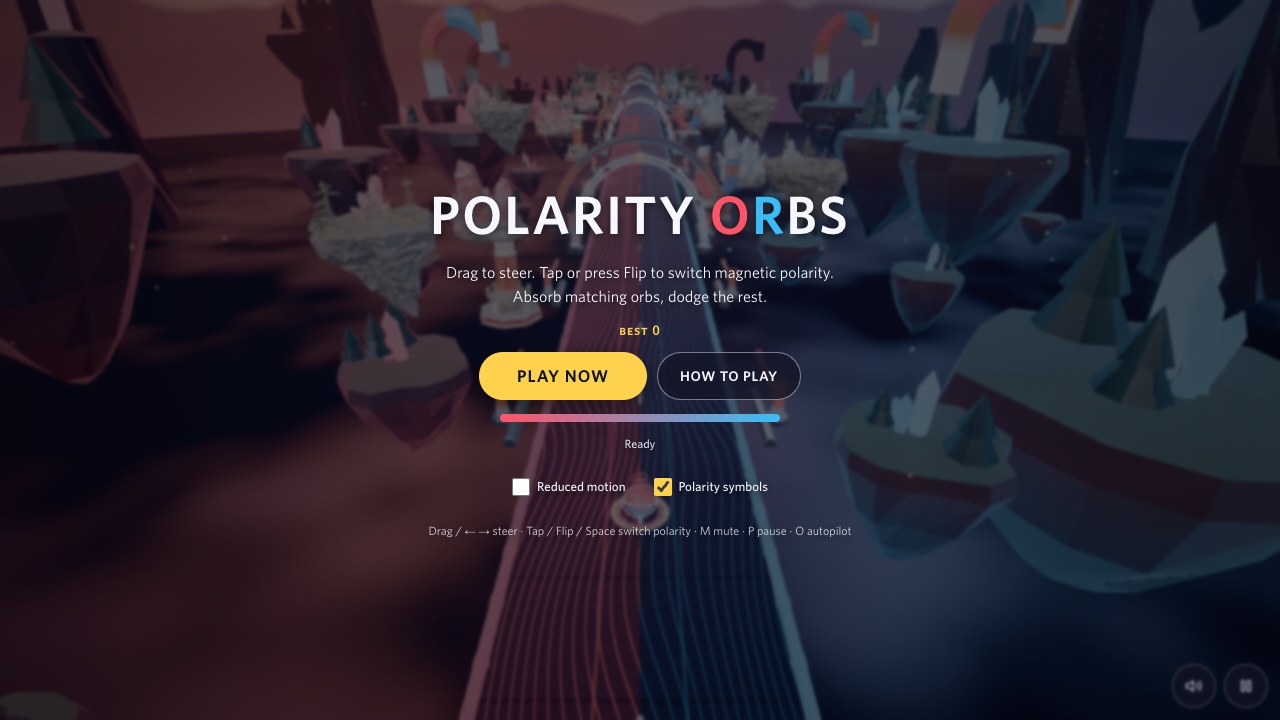 POLARITY ORBS
Drag to steer. Tap or press Flip to switch magnetic polarity.
Absorb matching orbs, dodge the rest.
BEST 0
PLAY NOW
HOW TO PLAY
Ready
Reduced motion
Polarity symbols
Drag / ← → steer · Tap / Flip / Space switch polarity · M mute · P pause · O autopilot